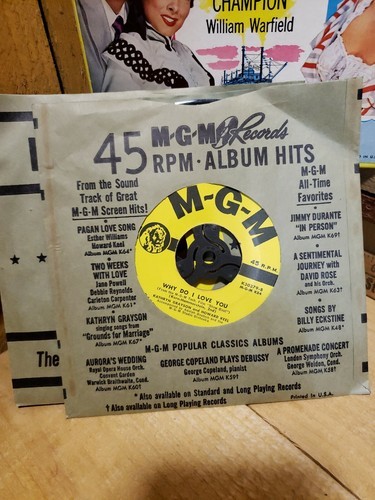 CHAMPION
William Warfield
45 M-G-M Records
RPM · ALBUM HITS
From the Sound
Track of Great
M-G-M Screen Hits!
PAGAN LOVE SONG
Esther Williams
Howard Keel
Album MGM K64*
TWO WEEKS
WITH LOVE
Jane Powell
Debbie Reynolds
Carleton Carpenter
Album MGM K61*
KATHRYN GRAYSON
singing songs from
"Grounds for Marriage"
Album MGM K67*
M-G-M
All-Time
Favorites
JIMMY DURANTE
"IN PERSON"
Album MGM K69†
A SENTIMENTAL
JOURNEY with
DAVID ROSE
and his Orch.
Album MGM K63*
SONGS BY
BILLY ECKSTINE
Album MGM K48*
M-G-M
45 R.P.M.
WHY DO I LOVE YOU
KATHRYN GRAYSON and HOWARD KEEL
M-G-M POPULAR CLASSICS ALBUMS
AURORA'S WEDDING
Royal Opera House Orch.
Convent Garden
Warwick Braithwaite, Cond.
Album MGM K60†
GEORGE COPELAND PLAYS DEBUSSY
George Copeland, pianist
Album MGM K59†
A PROMENADE CONCERT
London Symphony Orch.
George Weldon, Cond.
Album MGM K58†
* Also available on Standard and Long Playing Records
† Also available on Long Playing Records
Printed in U.S.A.
The